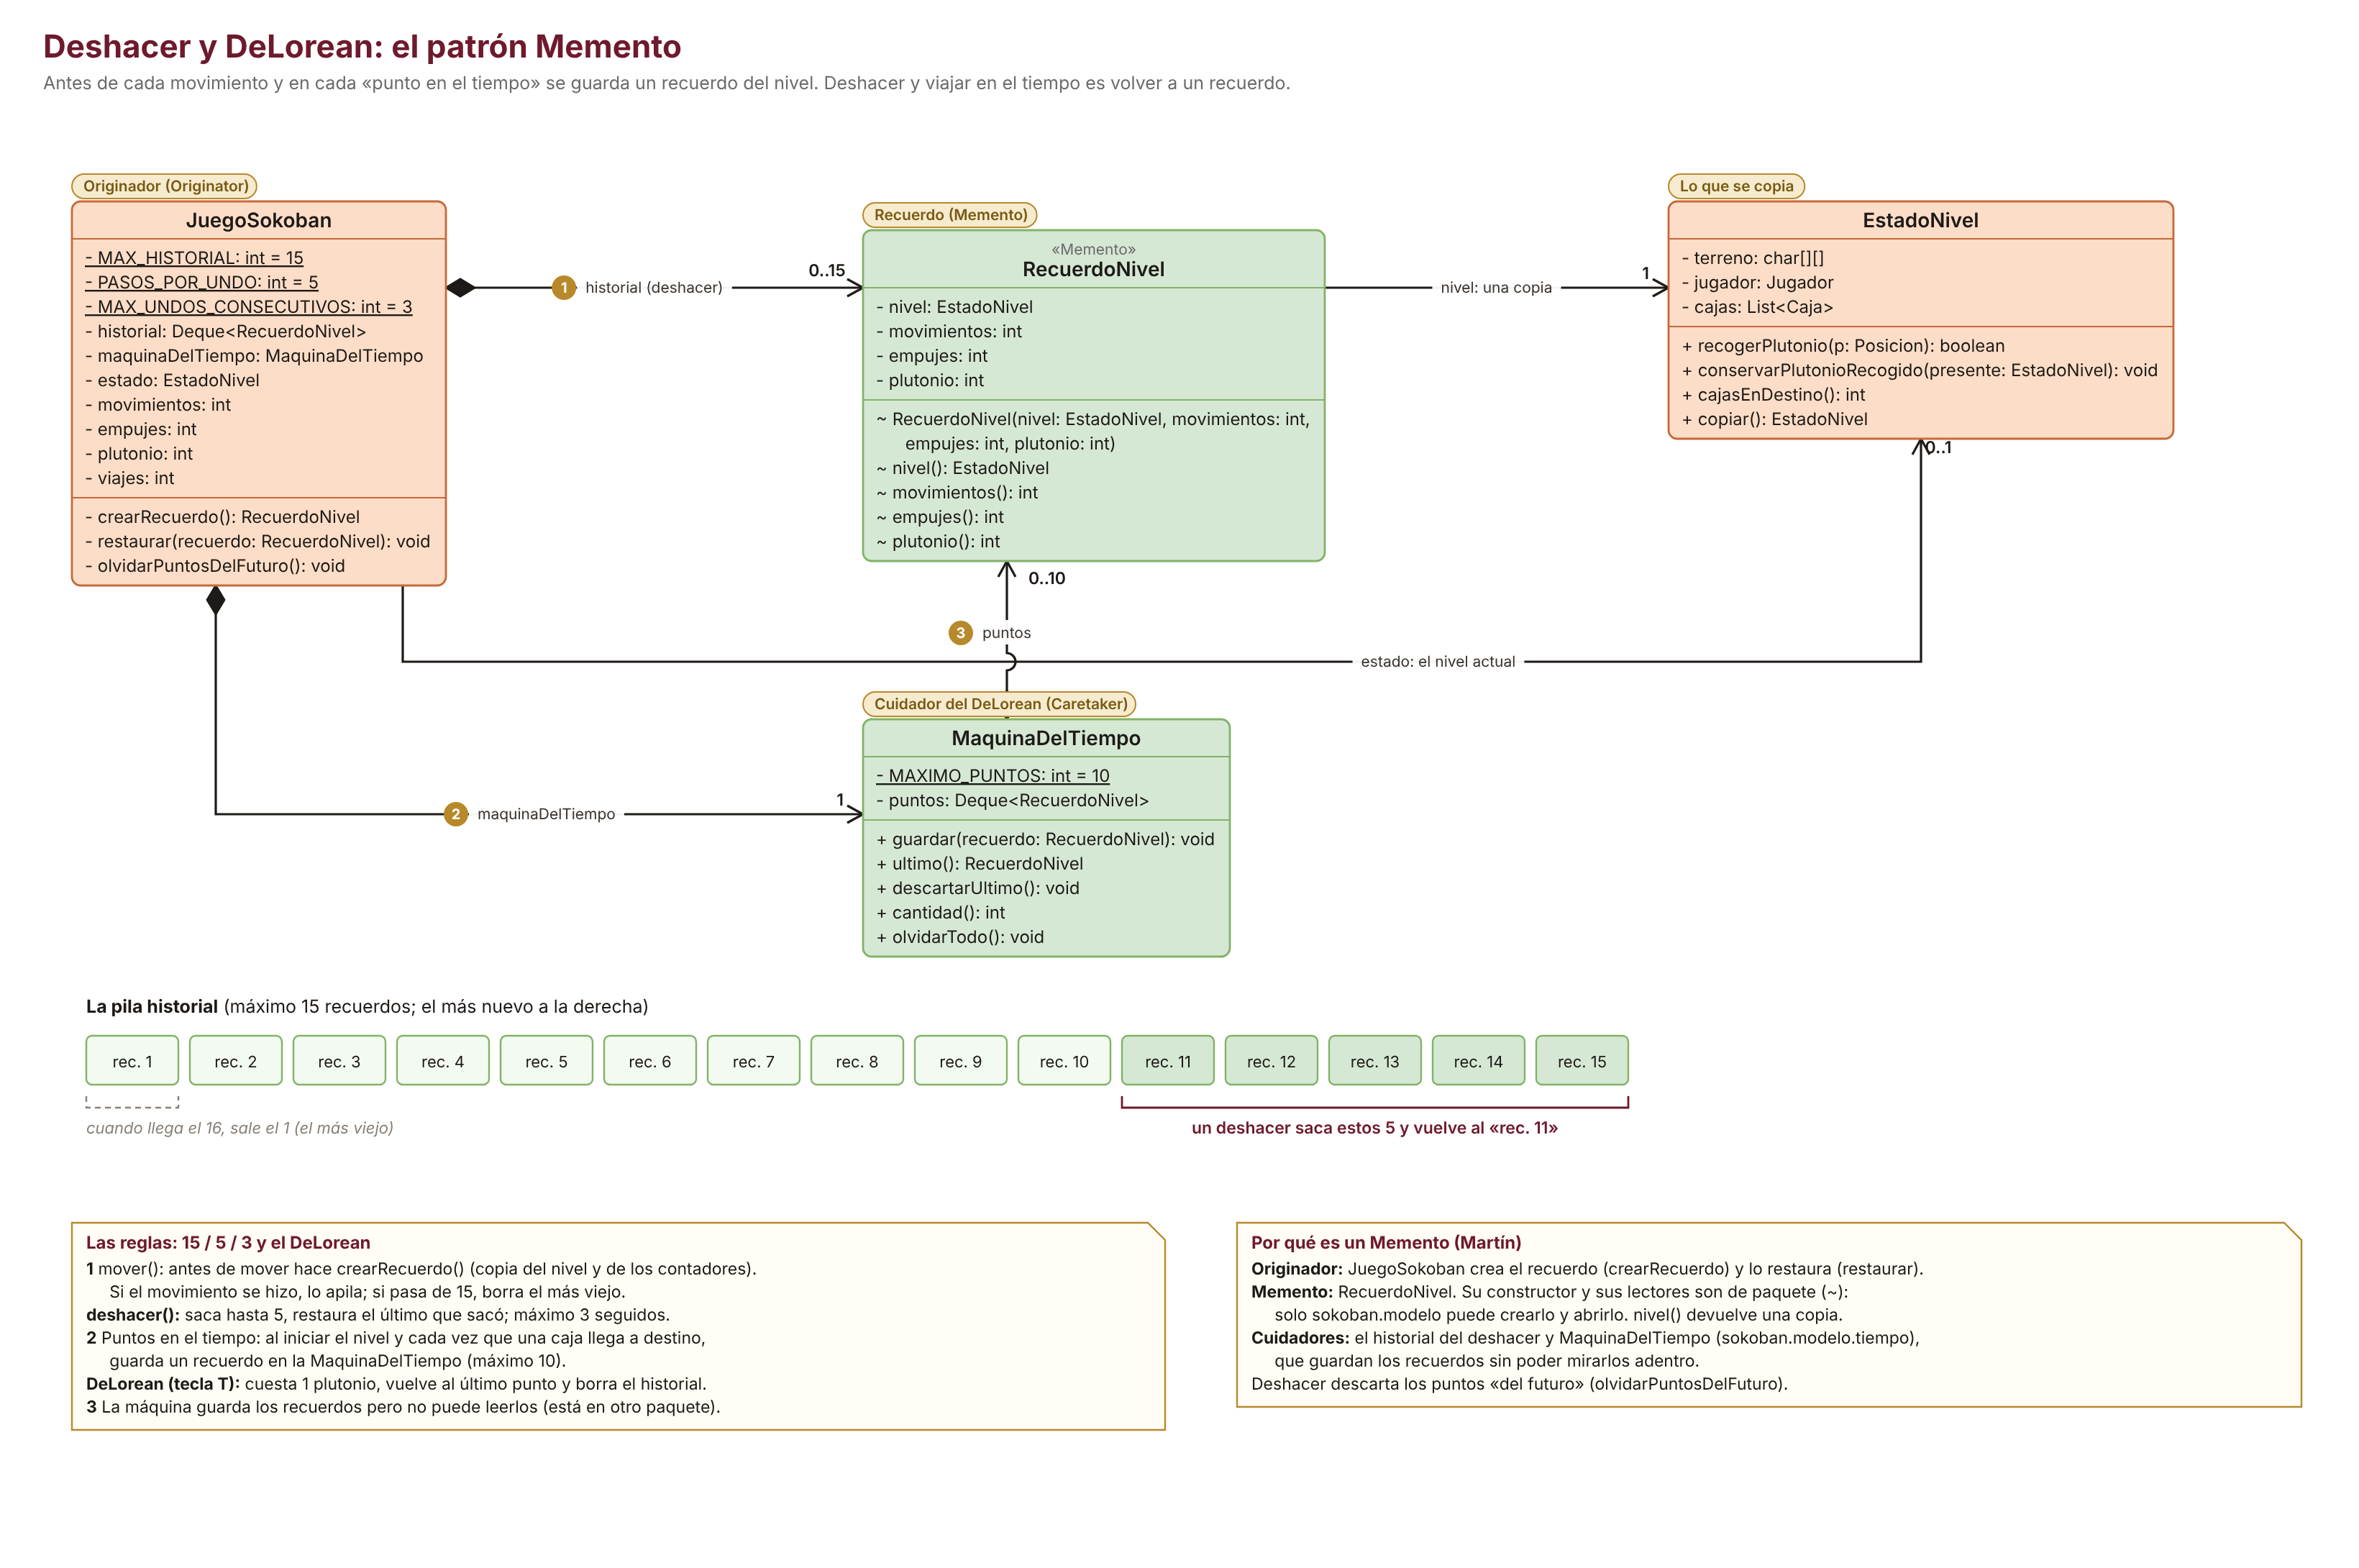 Deshacer y DeLorean: el patrón Memento
Antes de cada movimiento y en cada «punto en el tiempo» se guarda un recuerdo del nivel. Deshacer y viajar en el tiempo es volver a un recuerdo.
Originador (Originator)
JuegoSokoban
- MAX_HISTORIAL: int = 15
- PASOS_POR_UNDO: int = 5
- MAX_UNDOS_CONSECUTIVOS: int = 3
- historial: Deque<RecuerdoNivel>
- maquinaDelTiempo: MaquinaDelTiempo
- estado: EstadoNivel
- movimientos: int
- empujes: int
- plutonio: int
- viajes: int
- crearRecuerdo(): RecuerdoNivel
- restaurar(recuerdo: RecuerdoNivel): void
- olvidarPuntosDelFuturo(): void
1 historial (deshacer)
0..15
Recuerdo (Memento)
«Memento»
RecuerdoNivel
- nivel: EstadoNivel
- movimientos: int
- empujes: int
- plutonio: int
~ RecuerdoNivel(nivel: EstadoNivel, movimientos: int,
empujes: int, plutonio: int)
~ nivel(): EstadoNivel
~ movimientos(): int
~ empujes(): int
~ plutonio(): int
nivel: una copia
1
Lo que se copia
EstadoNivel
- terreno: char[][]
- jugador: Jugador
- cajas: List<Caja>
+ recogerPlutonio(p: Posicion): boolean
+ conservarPlutonioRecogido(presente: EstadoNivel): void
+ cajasEnDestino(): int
+ copiar(): EstadoNivel
0..1
0..10
3 puntos
estado: el nivel actual
2 maquinaDelTiempo
1
Cuidador del DeLorean (Caretaker)
MaquinaDelTiempo
- MAXIMO_PUNTOS: int = 10
- puntos: Deque<RecuerdoNivel>
+ guardar(recuerdo: RecuerdoNivel): void
+ ultimo(): RecuerdoNivel
+ descartarUltimo(): void
+ cantidad(): int
+ olvidarTodo(): void
La pila historial (máximo 15 recuerdos; el más nuevo a la derecha)
rec. 1
rec. 2
rec. 3
rec. 4
rec. 5
rec. 6
rec. 7
rec. 8
rec. 9
rec. 10
rec. 11
rec. 12
rec. 13
rec. 14
rec. 15
cuando llega el 16, sale el 1 (el más viejo)
un deshacer saca estos 5 y vuelve al «rec. 11»
Las reglas: 15 / 5 / 3 y el DeLorean
1 mover(): antes de mover hace crearRecuerdo() (copia del nivel y de los contadores).
Si el movimiento se hizo, lo apila; si pasa de 15, borra el más viejo.
deshacer(): saca hasta 5, restaura el último que sacó; máximo 3 seguidos.
2 Puntos en el tiempo: al iniciar el nivel y cada vez que una caja llega a destino,
guarda un recuerdo en la MaquinaDelTiempo (máximo 10).
DeLorean (tecla T): cuesta 1 plutonio, vuelve al último punto y borra el historial.
3 La máquina guarda los recuerdos pero no puede leerlos (está en otro paquete).
Por qué es un Memento (Martín)
Originador: JuegoSokoban crea el recuerdo (crearRecuerdo) y lo restaura (restaurar).
Memento: RecuerdoNivel. Su constructor y sus lectores son de paquete (~):
solo sokoban.modelo puede crearlo y abrirlo. nivel() devuelve una copia.
Cuidadores: el historial del deshacer y MaquinaDelTiempo (sokoban.modelo.tiempo),
que guardan los recuerdos sin poder mirarlos adentro.
Deshacer descarta los puntos «del futuro» (olvidarPuntosDelFuturo).